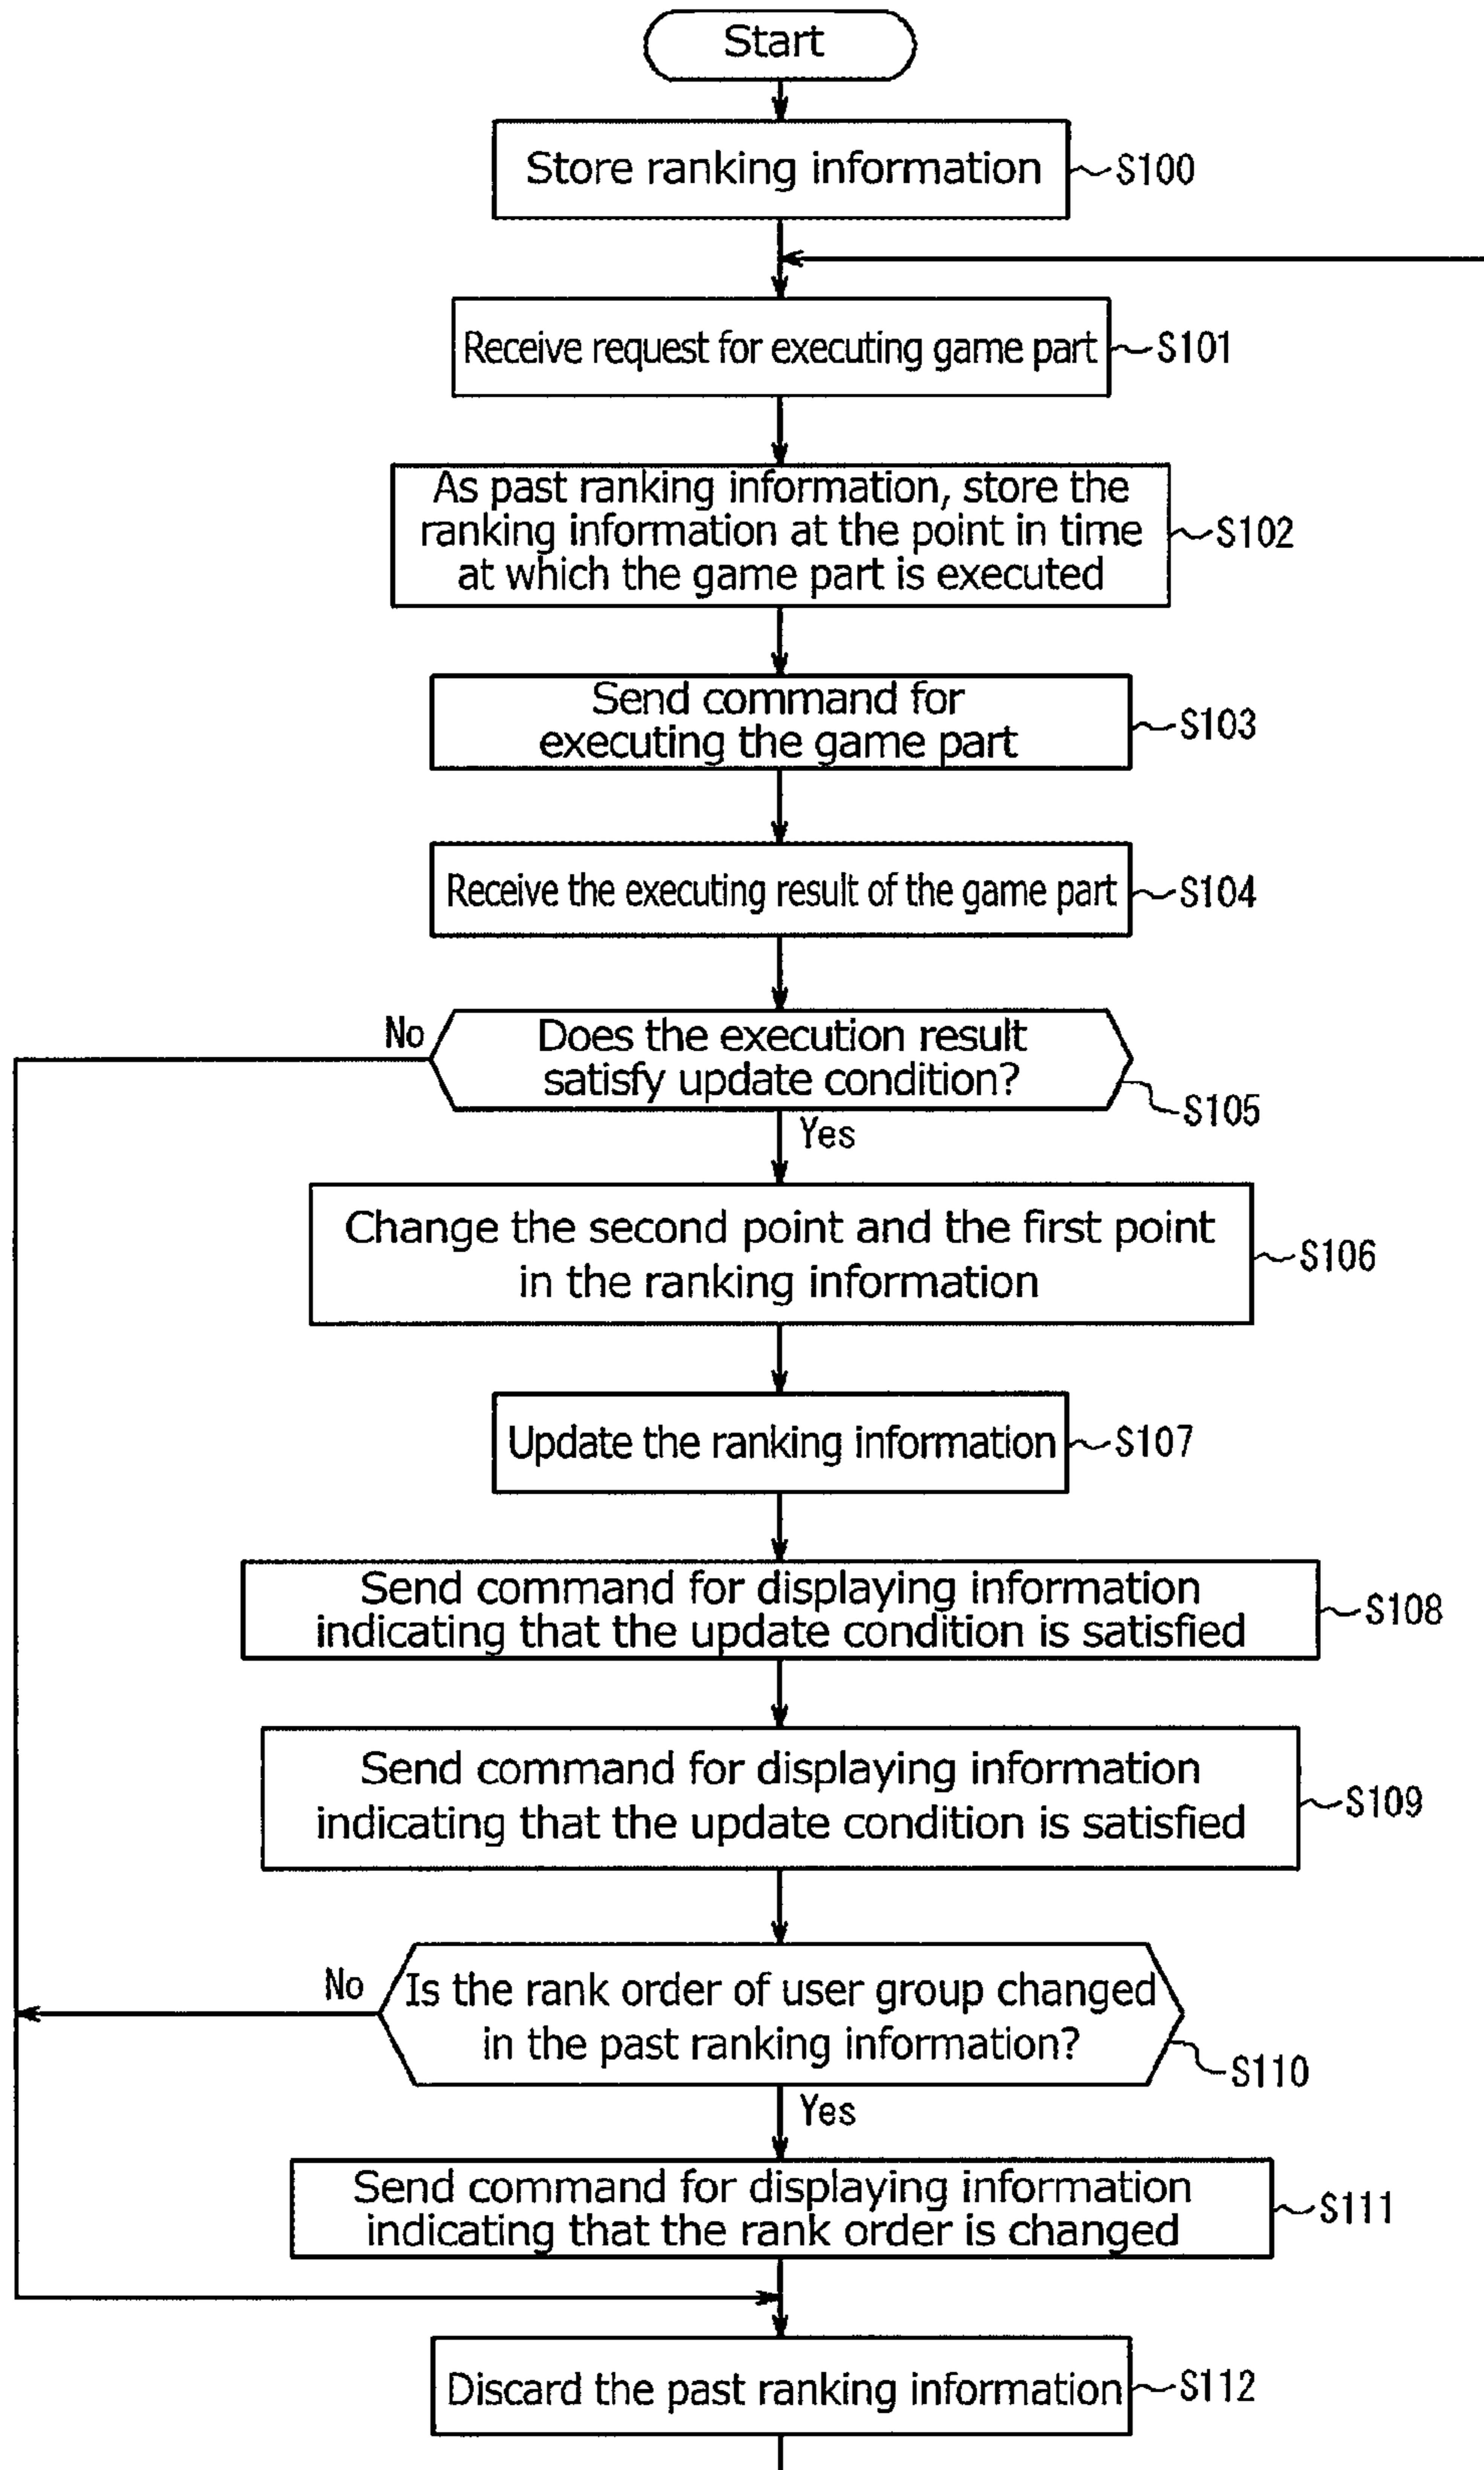 Start
Store ranking information
S100
Receive request for executing game part
S101
As past ranking information, store the
ranking information at the point in time
at which the game part is executed
S102
Send command for
executing the game part
S103
Receive the executing result of the game part
S104
No
Does the execution result
satisfy update condition?
S105
Yes
Change the second point and the first point
in the ranking information
S106
Update the ranking information
S107
Send command for displaying information
indicating that the update condition is satisfied
S108
Send command for displaying information
indicating that the update condition is satisfied
S109
No
Is the rank order of user group changed
in the past ranking information?
S110
Yes
Send command for displaying information
indicating that the rank order is changed
S111
Discard the past ranking information
S112